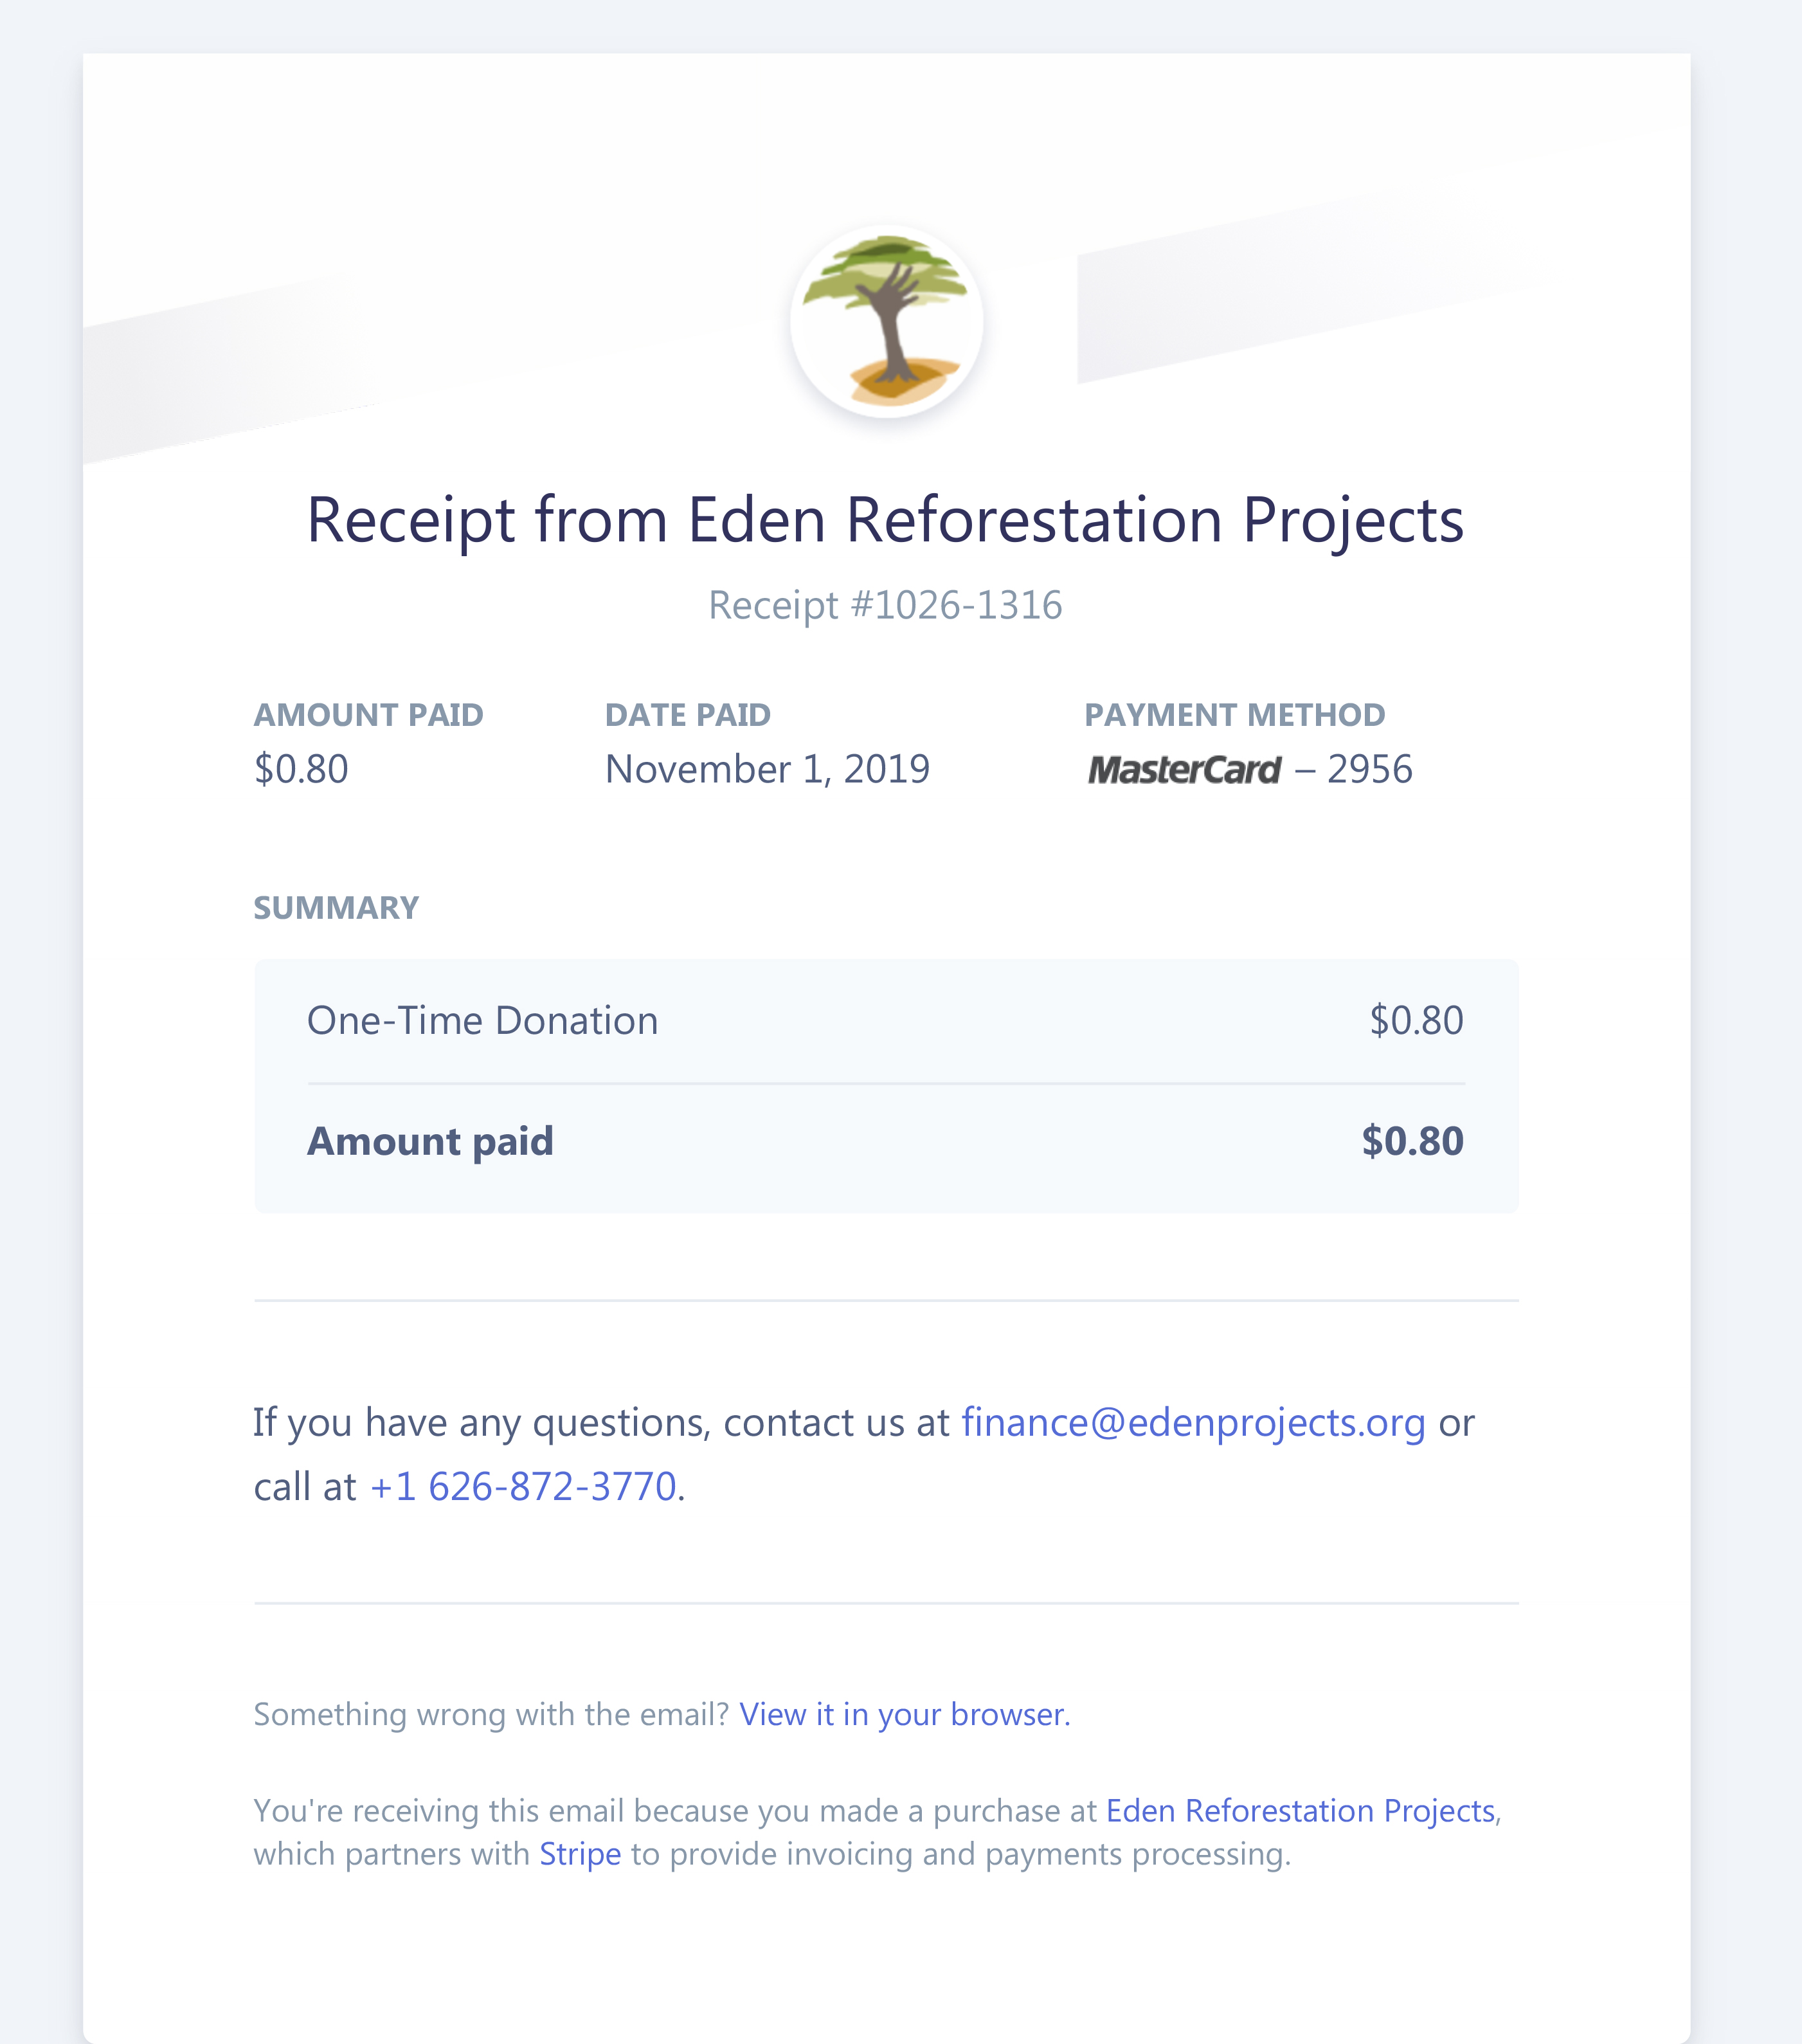 Receipt from Eden Reforestation Projects
Receipt #1026-1316
AMOUNT PAID DATE PAID PAYMENT METHOD
$0.80 November 1, 2019 MasterCard – 2956
SUMMARY
One-Time Donation $0.80
Amount paid $0.80
If you have any questions, contact us at finance@edenprojects.org or
call at +1 626-872-3770.
Something wrong with the email? View it in your browser.
You're receiving this email because you made a purchase at Eden Reforestation Projects,
which partners with Stripe to provide invoicing and payments processing.